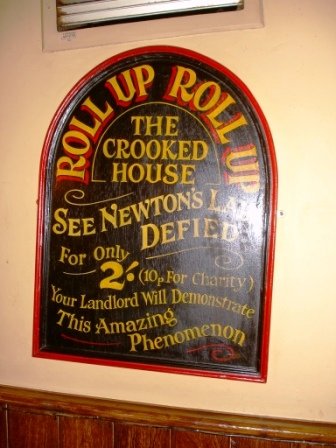 ROLL UP ROLL UP
THE
CROOKED
HOUSE
SEE NEWTON'S LAW
DEFIED
For Only
2/- (10p For Charity)
Your Landlord Will Demonstrate
This Amazing
Phenomenon